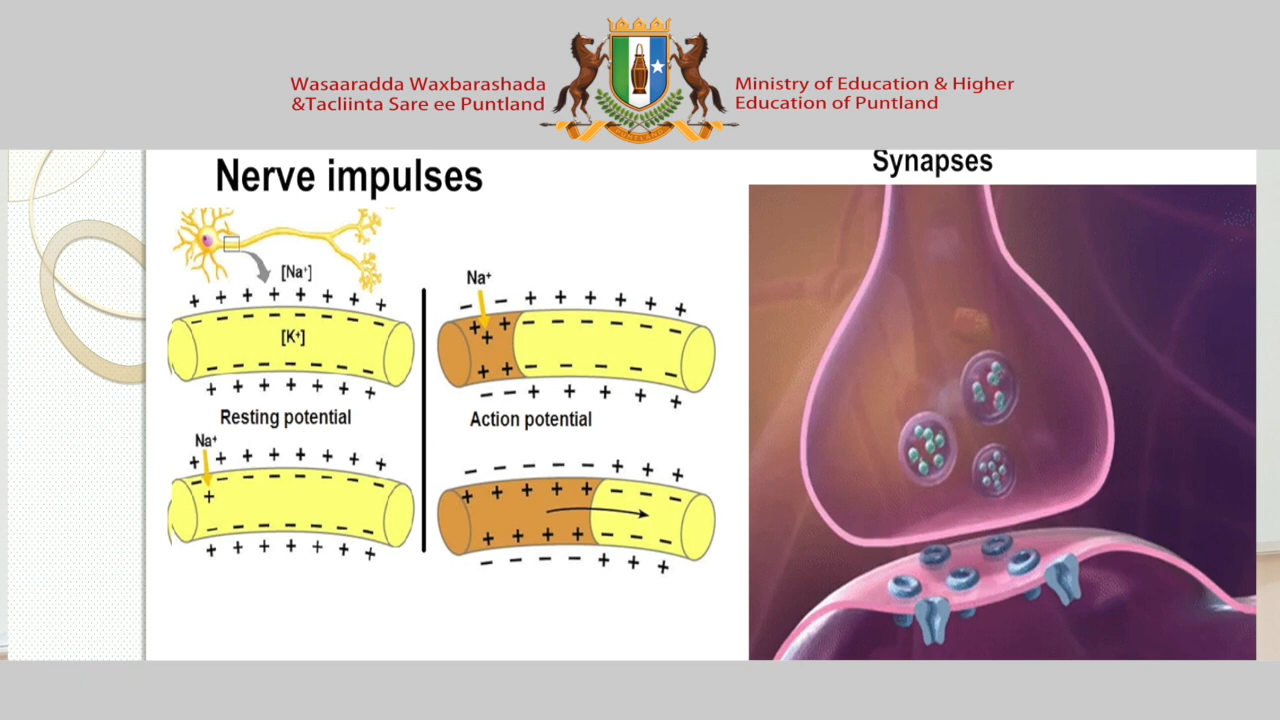 Wasaaradda Waxbarashada
&Tacliinta Sare ee Puntland
Ministry of Education & Higher
Education of Puntland
Nerve impulses
[Na⁺]
[K⁺]
Resting potential
Na⁺
Na⁺
Action potential
Synapses